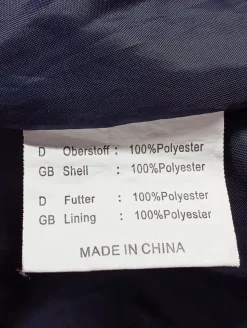 D Oberstoff : 100%Polyester
GB Shell : 100%Polyester
D Futter : 100%Polyester
GB Lining : 100%Polyester
MADE IN CHINA